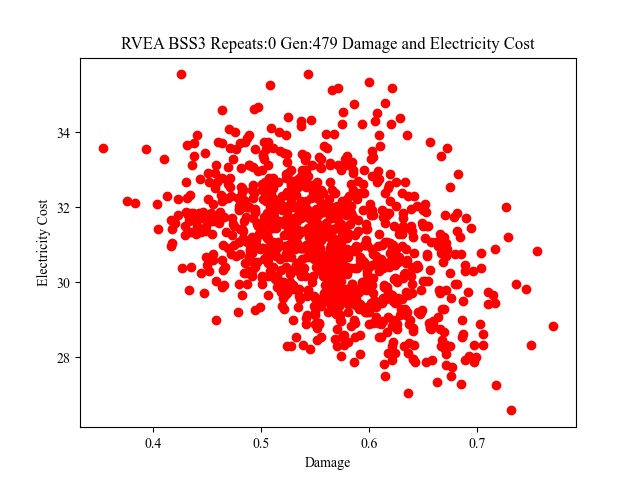 RVEA BSS3 Repeats:0 Gen:479 Damage and Electricity Cost
Electricity Cost
34
32
30
28
0.4 0.5 0.6 0.7
Damage